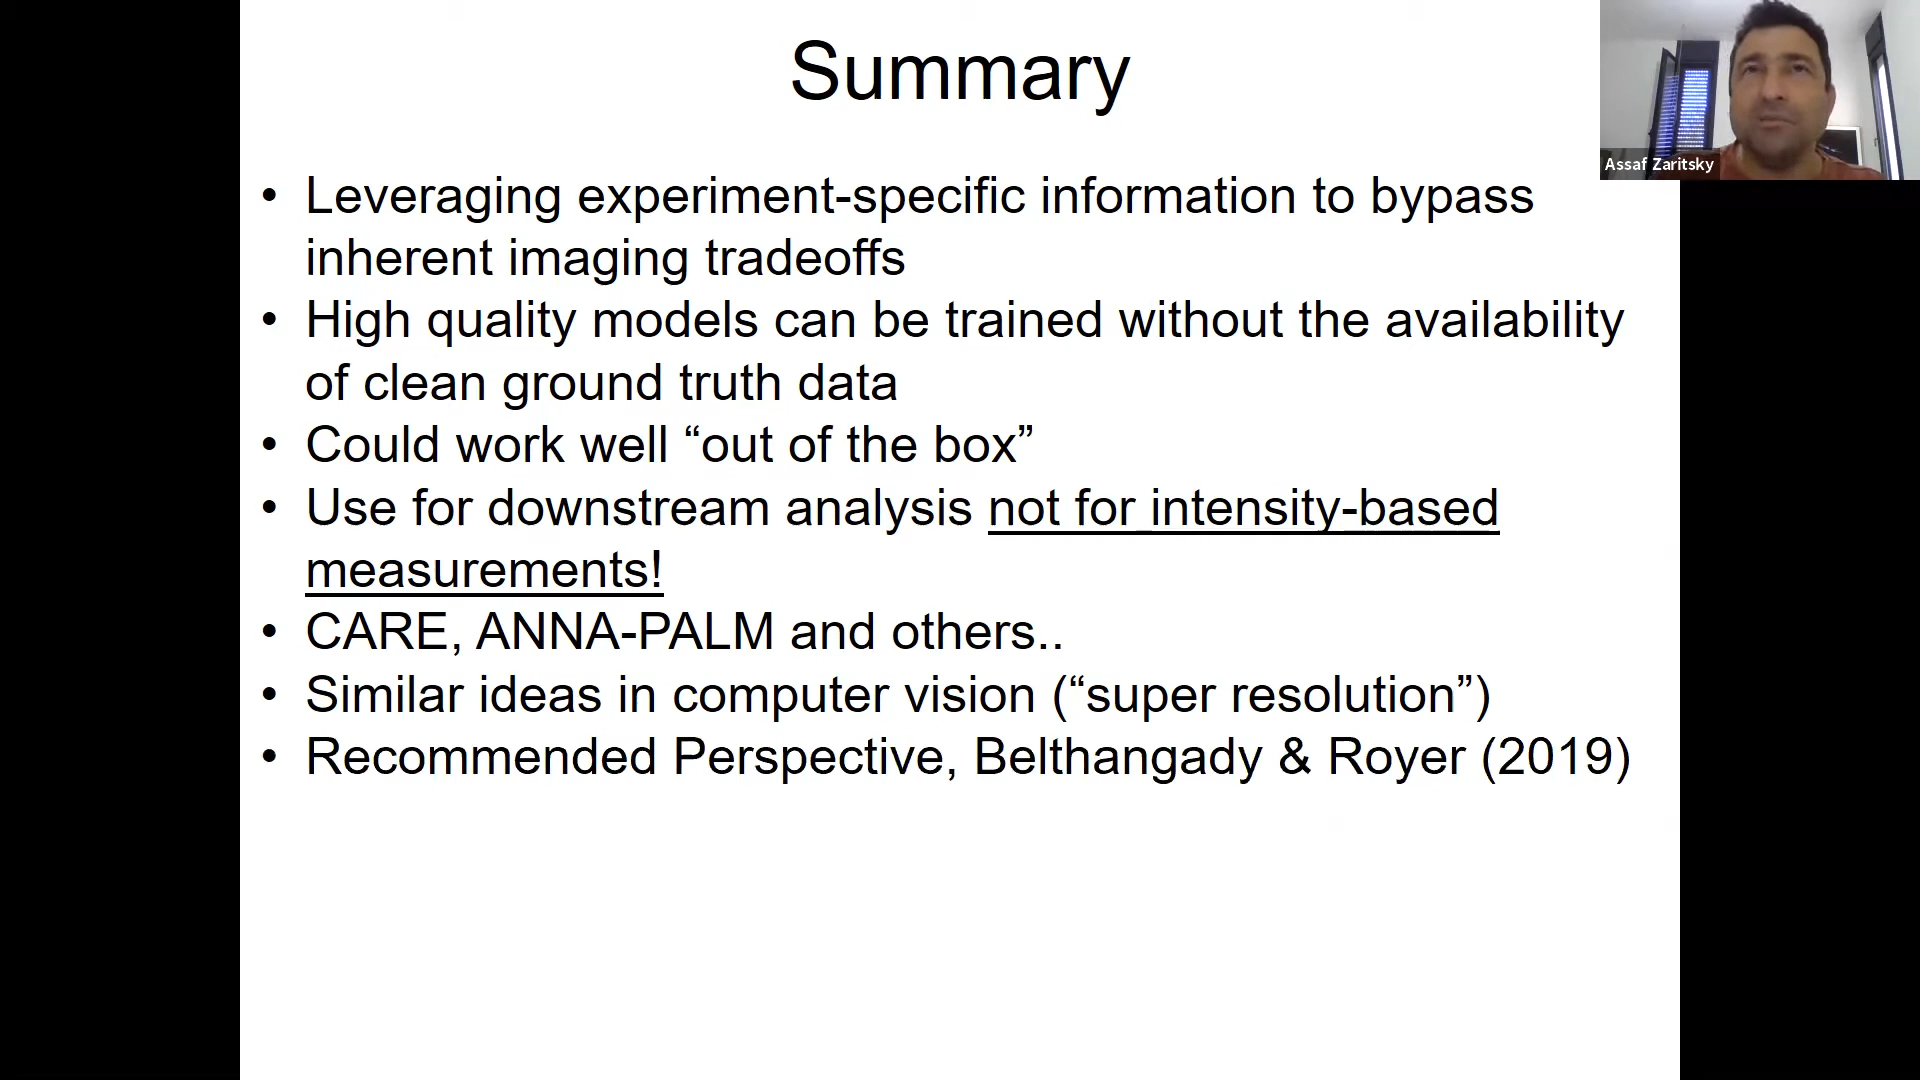 Summary
Assaf Zaritsky
• Leveraging experiment-specific information to bypass
inherent imaging tradeoffs
• High quality models can be trained without the availability
of clean ground truth data
• Could work well “out of the box”
• Use for downstream analysis not for intensity-based
measurements!
• CARE, ANNA-PALM and others..
• Similar ideas in computer vision (“super resolution”)
• Recommended Perspective, Belthangady & Royer (2019)